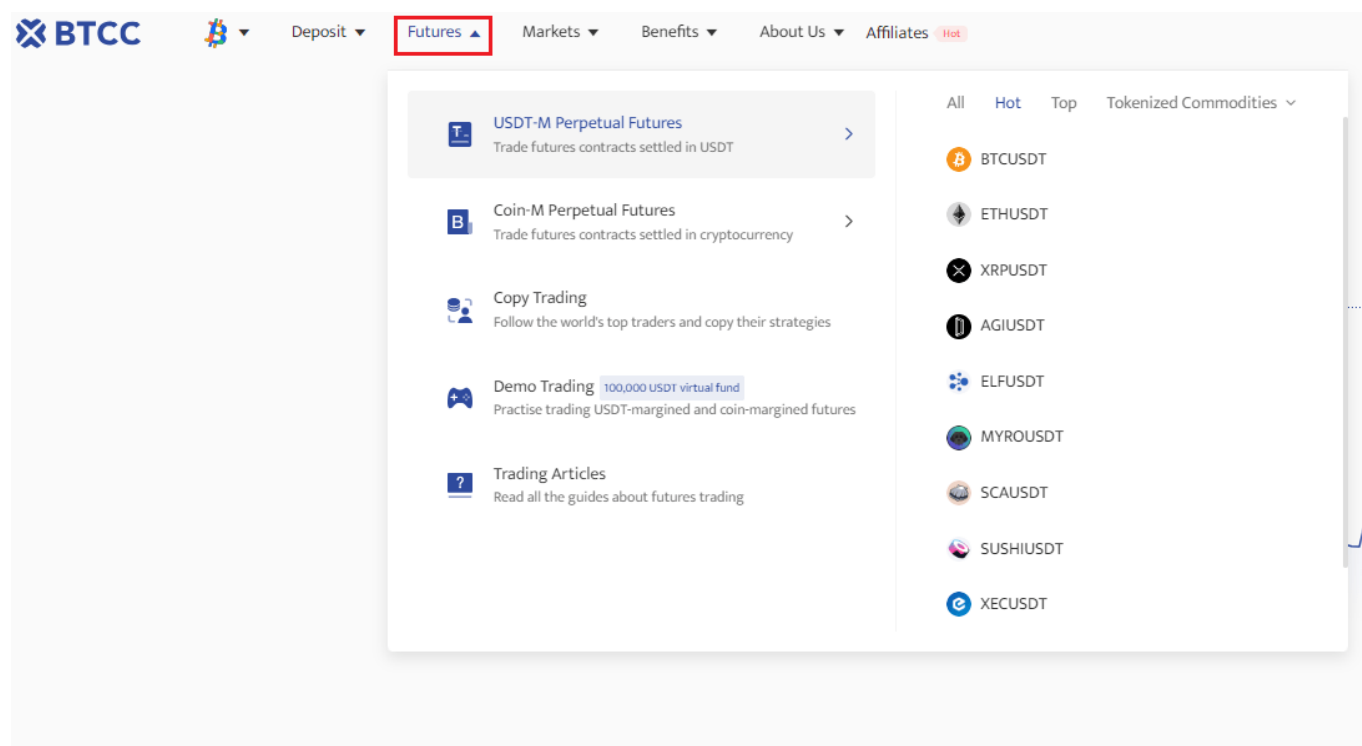 BTCC
Deposit
Futures
Markets
Benefits
About Us
Affiliates Hot
USDT-M Perpetual Futures
Trade futures contracts settled in USDT
Coin-M Perpetual Futures
Trade futures contracts settled in cryptocurrency
Copy Trading
Follow the world's top traders and copy their strategies
Demo Trading 100,000 USDT virtual fund
Practise trading USDT-margined and coin-margined futures
Trading Articles
Read all the guides about futures trading
All Hot Top Tokenized Commodities
BTCUSDT
ETHUSDT
XRPUSDT
AGIUSDT
ELFUSDT
MYROUSDT
SCAUSDT
SUSHIUSDT
XECUSDT